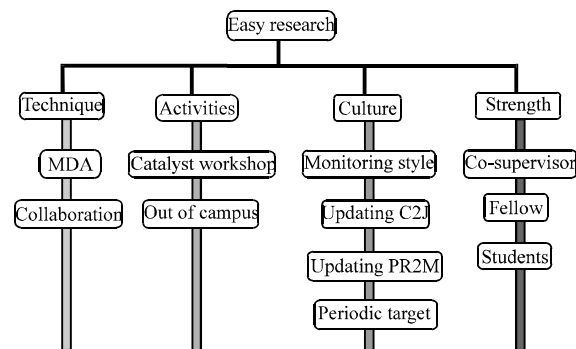 Easy research
Technique
Activities
Culture
Strength
MDA
Catalyst workshop
Monitoring style
Co-supervisor
Collaboration
Out of campus
Updating C2J
Fellow
Updating PR2M
Students
Periodic target